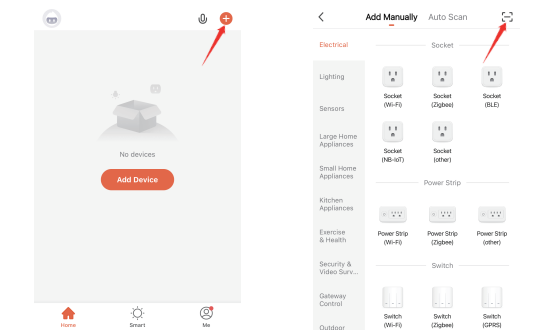 No devices
Add Device
Home
Smart
Me
Add Manually
Auto Scan
Electrical
Lighting
Sensors
Large Home
Appliances
Small Home
Appliances
Kitchen
Appliances
Exercise
& Health
Security &
Video Surv...
Gateway
Control
Outdoor
Socket
Socket
(Wi-Fi)
Socket
(Zigbee)
Socket
(BLE)
Socket
(NB-IoT)
Socket
(other)
Power Strip
Power Strip
(Wi-Fi)
Power Strip
(Zigbee)
Power Strip
(other)
Switch
Switch
(Wi-Fi)
Switch
(Zigbee)
Switch
(GPRS)